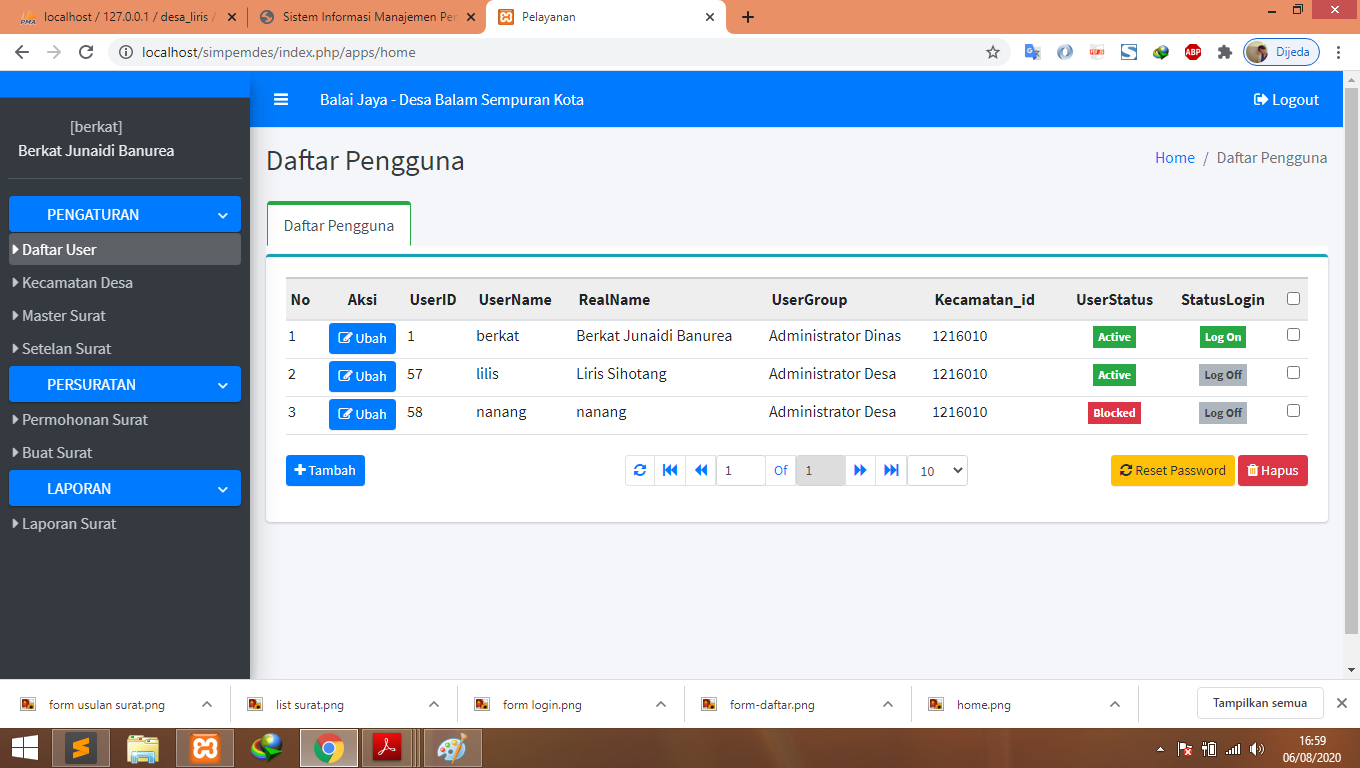 localhost / 127.0.0.1 / desa_liris /
Sistem Informasi Manajemen Pem
Pelayanan
localhost/simpemdes/index.php/apps/home
ABP
Dijeda
Balai Jaya - Desa Balam Sempuran Kota
Logout
[berkat]
Berkat Junaidi Banurea
PENGATURAN
Daftar User
Kecamatan Desa
Master Surat
Setelan Surat
PERSURATAN
Permohonan Surat
Buat Surat
LAPORAN
Laporan Surat
Daftar Pengguna
Home / Daftar Pengguna
Daftar Pengguna
No Aksi UserID UserName RealName UserGroup Kecamatan_id UserStatus StatusLogin
1 Ubah 1 berkat Berkat Junaidi Banurea Administrator Dinas 1216010 Active Log On
2 Ubah 57 lilis Liris Sihotang Administrator Desa 1216010 Active Log Off
3 Ubah 58 nanang nanang Administrator Desa 1216010 Blocked Log Off
Tambah 1 Of 1 10 Reset Password Hapus
form usulan surat.png
list surat.png
form login.png
form-daftar.png
home.png
Tampilkan semua
16:59
06/08/2020